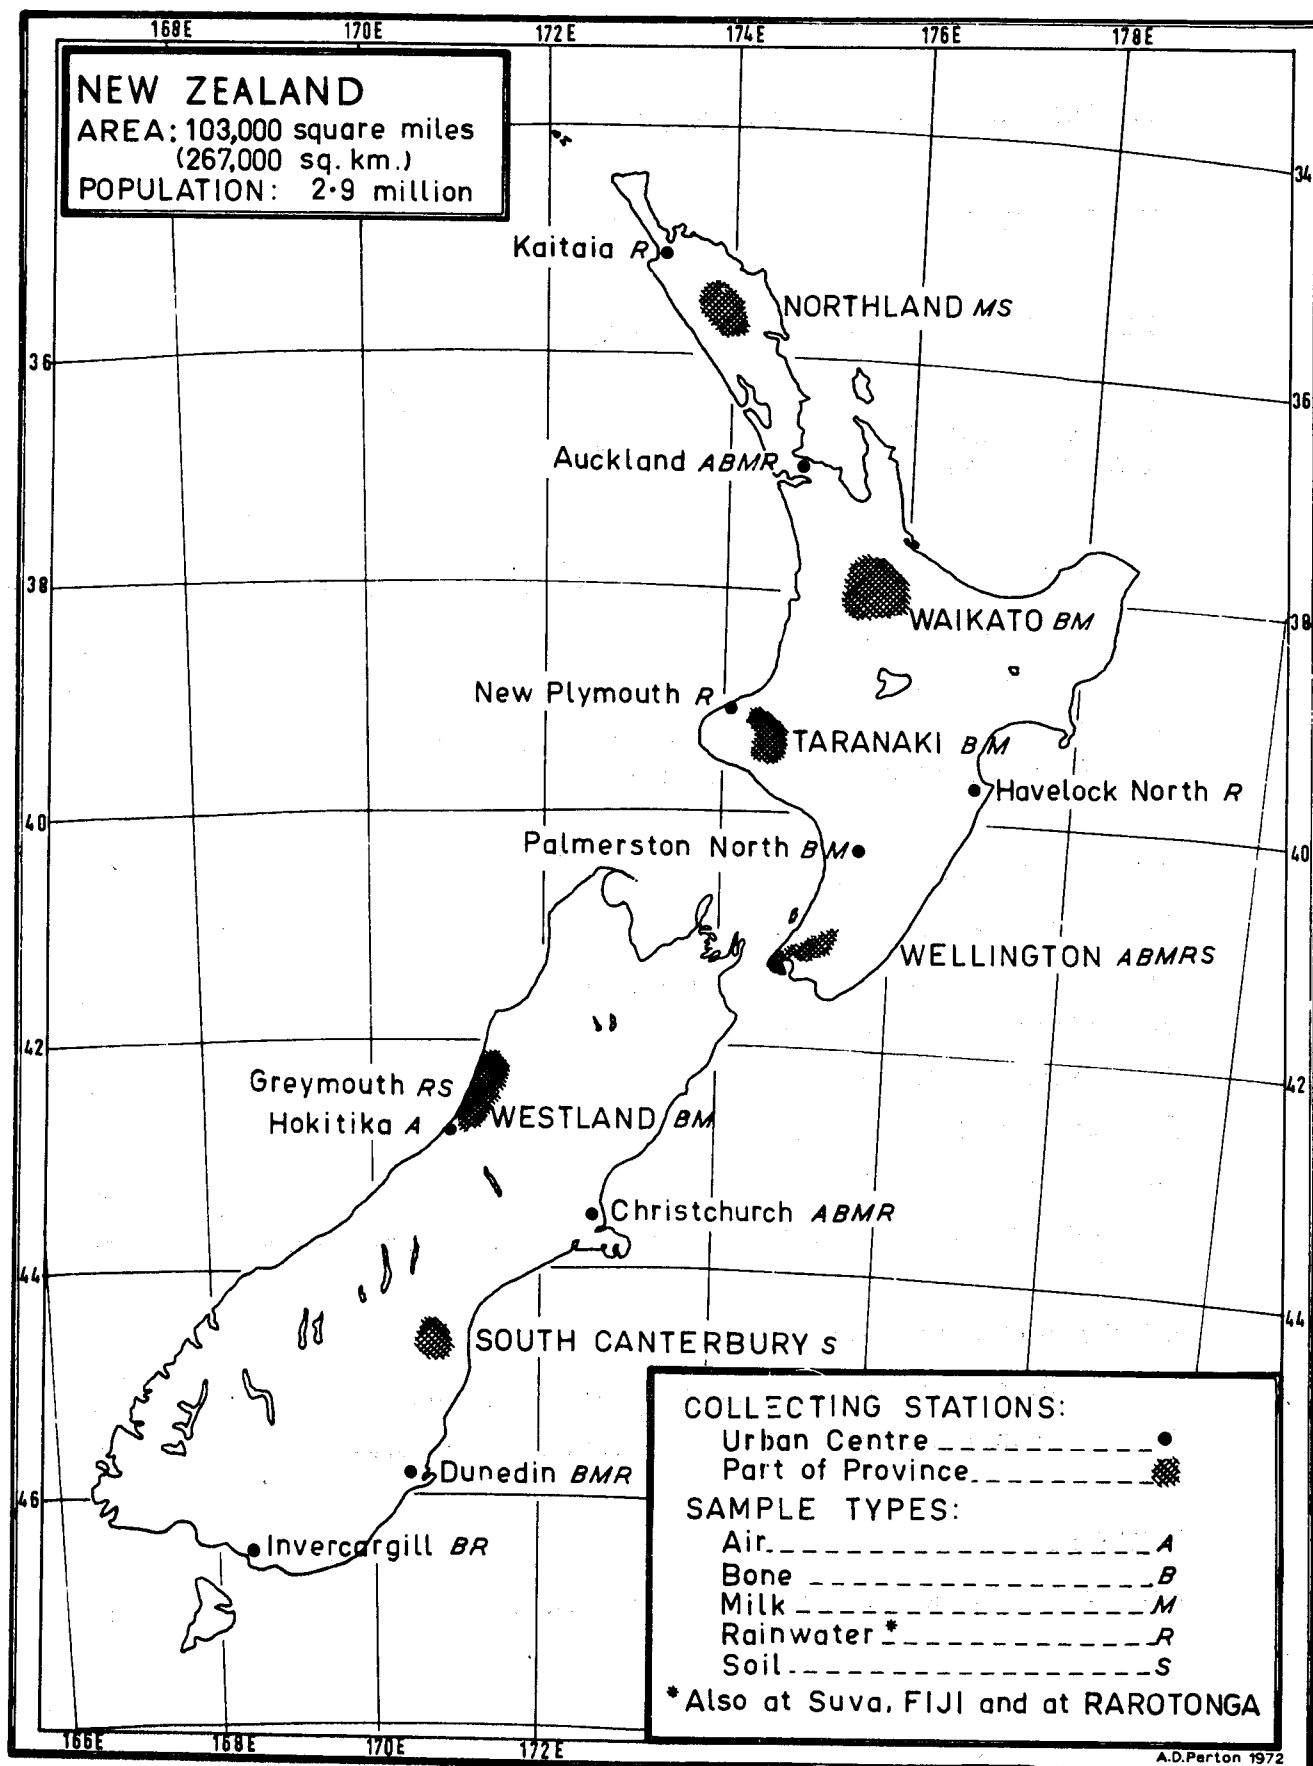 168E 170E 172E 174E 176E 178E
NEW ZEALAND
AREA: 103,000 square miles
(267,000 sq. km.)
POPULATION: 2·9 million
34
Kaitaia R
NORTHLAND MS
36
36
Auckland ABMR
38
WAIKATO BM
38
New Plymouth R
TARANAKI BM
Havelock North R
40
Palmerston North BM
40
WELLINGTON ABMRS
42
Greymouth RS
42
Hokitika A
WESTLAND BM
Christchurch ABMR
44
44
SOUTH CANTERBURY S
COLLECTING STATIONS:
Urban Centre
Part of Province
Dunedin BMR
46
SAMPLE TYPES:
Air A
Invercargill BR
Bone B
Milk M
Rainwater * R
Soil S
* Also at Suva, FIJI and at RAROTONGA
166E 168E 170E 172E
A.D.Perton 1972